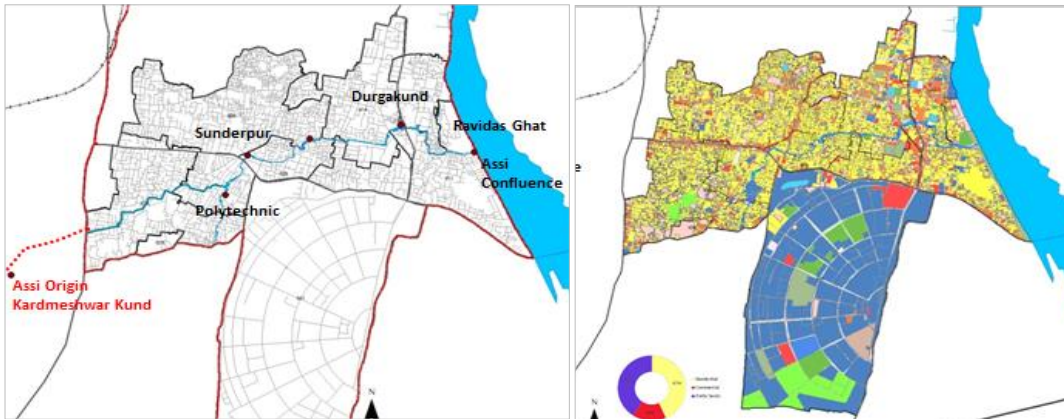 Durgakund
Sunderpur
Ravidas Ghat
Assi
Confluence
Polytechnic
Assi Origin
Kardmeshwar Kund
N
e
N